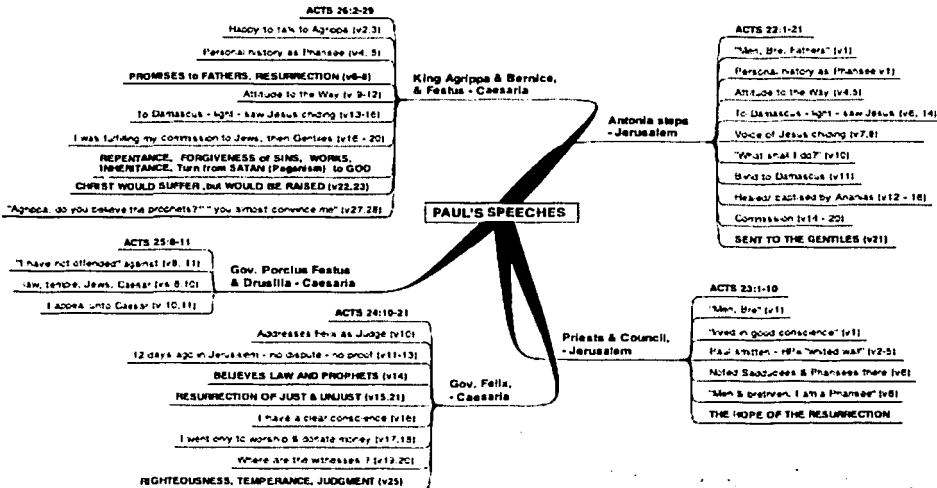 PAUL'S SPEECHES
Antonia steps
- Jerusalem
ACTS 22:1-21
"Men, Bre, Fathers" (v1)
Personal history as Pharisee v1)
Attitude to the Way (v4,5)
To Damascus - light - saw Jesus (v6, 14)
Voice of Jesus chiding (v7,8)
"What shall I do?" (v10)
Blind to Damascus (v11)
Healed/ baptised by Ananias (v12 - 16)
Commission (v14 - 20)
SENT TO THE GENTILES (v21)
Priests & Council,
- Jerusalem
ACTS 23:1-10
"Men, Bre" (v1)
"lived in good conscience" (v1)
Paul smitten - HPs "whited wall" (v2-5)
Noted Sadducees & Pharisees there (v6)
"Men & brethren, I am a Pharisee" (v6)
THE HOPE OF THE RESURRECTION
Gov. Felix,
- Caesaria
ACTS 24:10-21
Addresses Felix as Judge (v10)
12 days ago in Jerusalem - no dispute - no proof (v11-13)
BELIEVES LAW AND PROPHETS (v14)
RESURRECTION OF JUST & UNJUST (v15,21)
I have a clear conscience (v16)
I went only to worship & donate money (v17,18)
Where are the witnesses ? (v19,20)
RIGHTEOUSNESS, TEMPERANCE, JUDGMENT (v25)
Gov. Porcius Festus
& Drusilla - Caesaria
ACTS 25:8-11
"I have not offended" against (v8, 11)
law, temple, Jews, Caesar (vs 8,10)
I appeal unto Caesar (v 10,11)
King Agrippa & Bernice,
& Festus - Caesaria
ACTS 26:2-29
Happy to talk to Agrippa (v2,3)
Personal history as Pharisee (v4, 5)
PROMISES to FATHERS, RESURRECTION (v6-8)
Attitude to the Way (v 9-12)
To Damascus - light - saw Jesus chiding (v13-16)
I was fulfilling my commission to Jews, then Gentiles (v16 - 20)
REPENTANCE, FORGIVENESS of SINS, WORKS,
INHERITANCE, Turn from SATAN (Paganism) to GOD
CHRIST WOULD SUFFER ,but WOULD BE RAISED (v22,23)
"Agrippa, do you believe the prophets?" " you almost convince me" (v27,28)